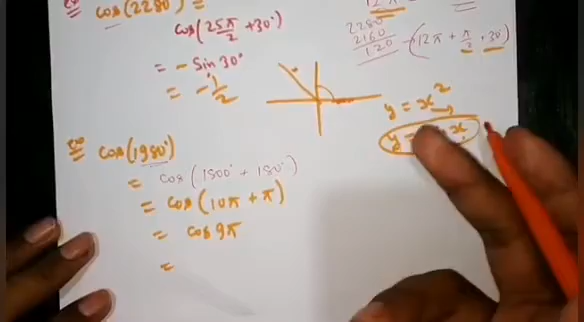 cos(2280°) =
cos(25π/2 + 30°)
= - sin 30°
= - 1/2
12π
2280
2160
120 → (12π + π/2 + 30°)
y = x²
y = x
cos(1980°)
= cos(1800° + 180°)
= cos(10π + π)
= cos 9π
=